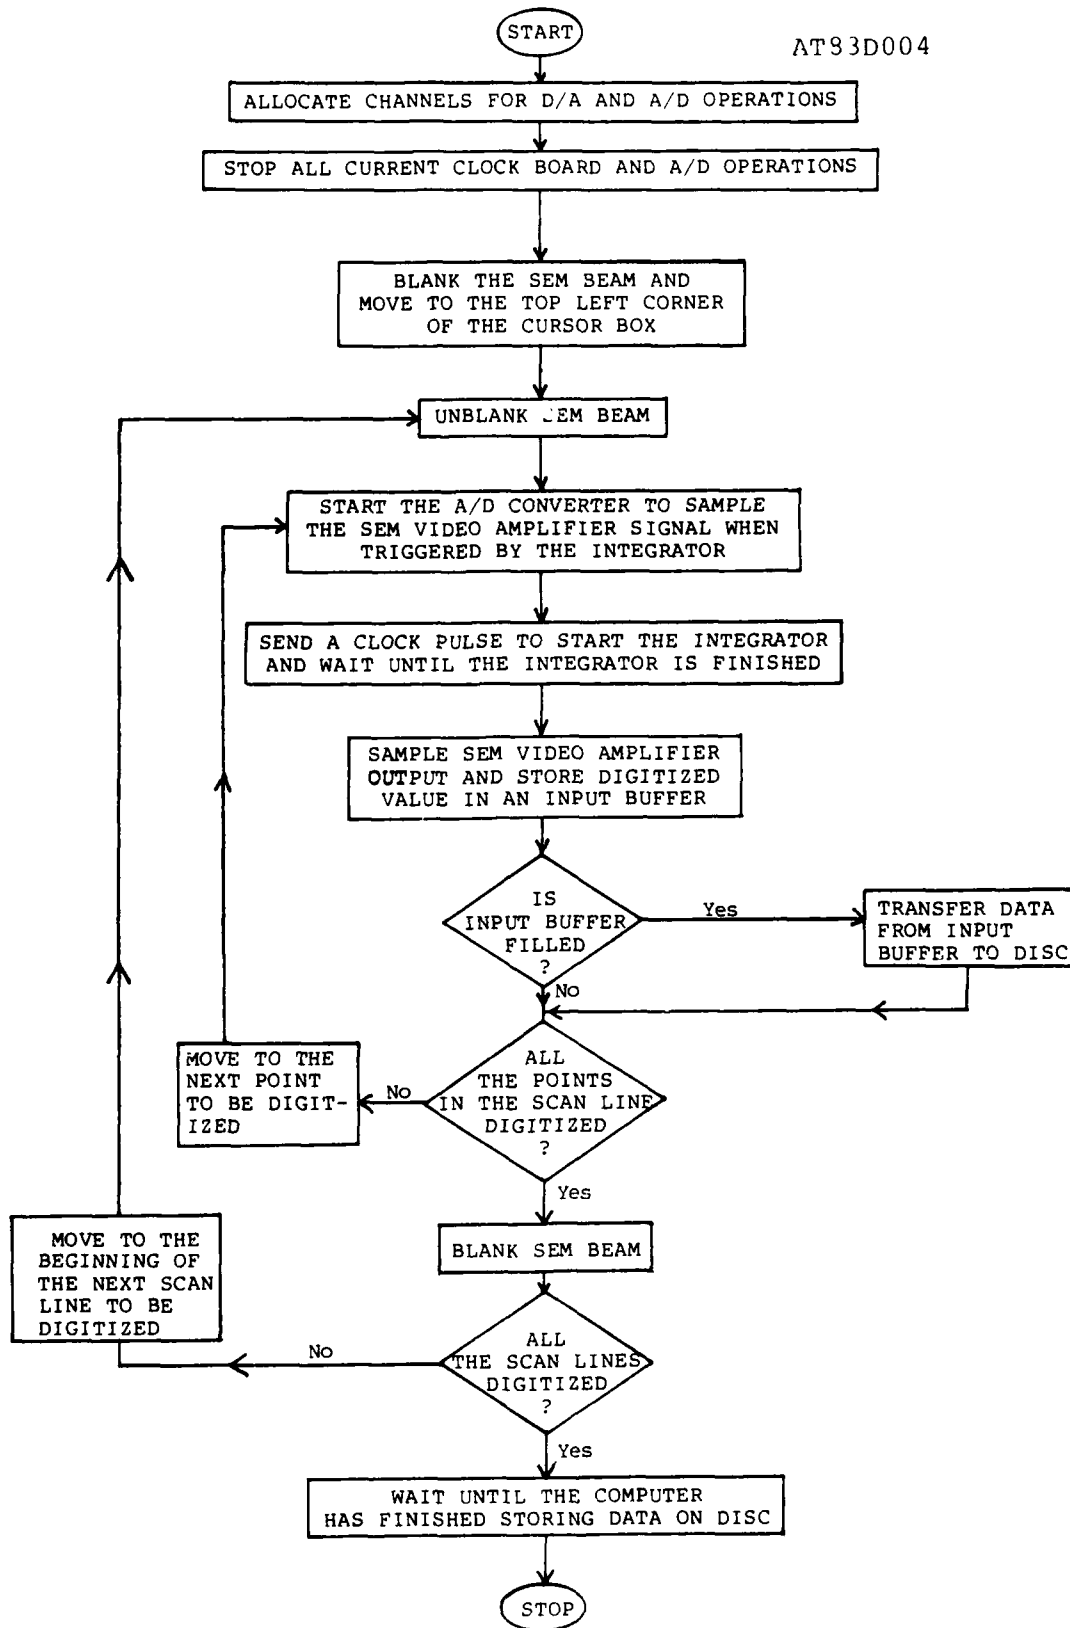 START
AT83D004
ALLOCATE CHANNELS FOR D/A AND A/D OPERATIONS
STOP ALL CURRENT CLOCK BOARD AND A/D OPERATIONS
BLANK THE SEM BEAM AND
MOVE TO THE TOP LEFT CORNER
OF THE CURSOR BOX
UNBLANK SEM BEAM
START THE A/D CONVERTER TO SAMPLE
THE SEM VIDEO AMPLIFIER SIGNAL WHEN
TRIGGERED BY THE INTEGRATOR
SEND A CLOCK PULSE TO START THE INTEGRATOR
AND WAIT UNTIL THE INTEGRATOR IS FINISHED
SAMPLE SEM VIDEO AMPLIFIER
OUTPUT AND STORE DIGITIZED
VALUE IN AN INPUT BUFFER
IS
INPUT BUFFER
FILLED
?
Yes
TRANSFER DATA
FROM INPUT
BUFFER TO DISC
No
ALL
THE POINTS
IN THE SCAN LINE
DIGITIZED
?
No
MOVE TO THE
NEXT POINT
TO BE DIGIT-
IZED
Yes
BLANK SEM BEAM
MOVE TO THE
BEGINNING OF
THE NEXT SCAN
LINE TO BE
DIGITIZED
No
ALL
THE SCAN LINES
DIGITIZED
?
Yes
WAIT UNTIL THE COMPUTER
HAS FINISHED STORING DATA ON DISC
STOP